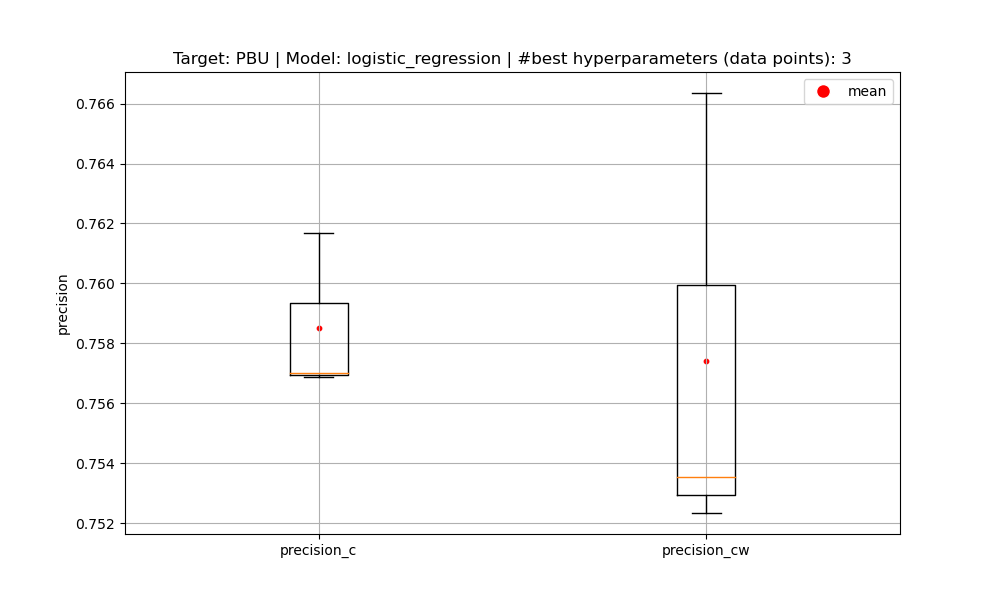 Target: PBU | Model: logistic_regression | #best hyperparameters (data points): 3
mean
0.766
0.764
0.762
0.760
0.758
0.756
0.754
0.752
precision
precision_c
precision_cw